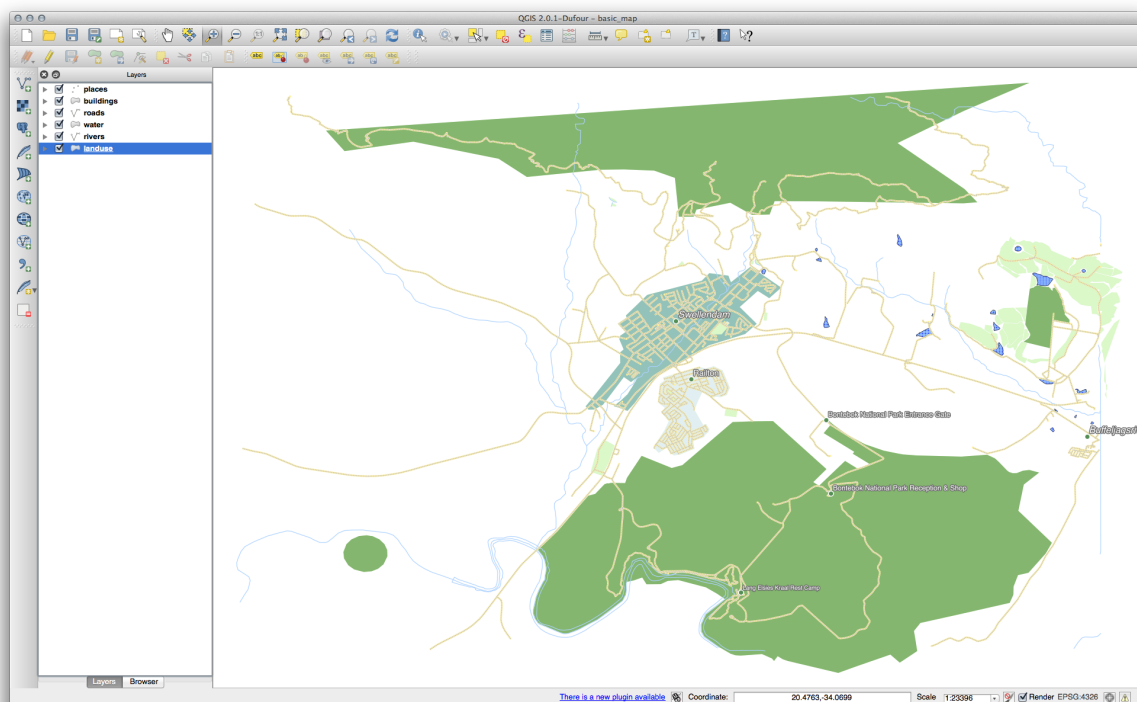 QGIS 2.0.1-Dufour - basic_map
Layers
places
buildings
roads
water
rivers
landuse
Swellendam
Railton
Bontebok National Park Entrance Gate
Bontebok National Park Reception & Shop
Lang Elsies Kraal Rest Camp
Layers Browser
There is a new plugin available Coordinate: 20.4763,-34.0699 Scale 1:23396 Render EPSG:4326